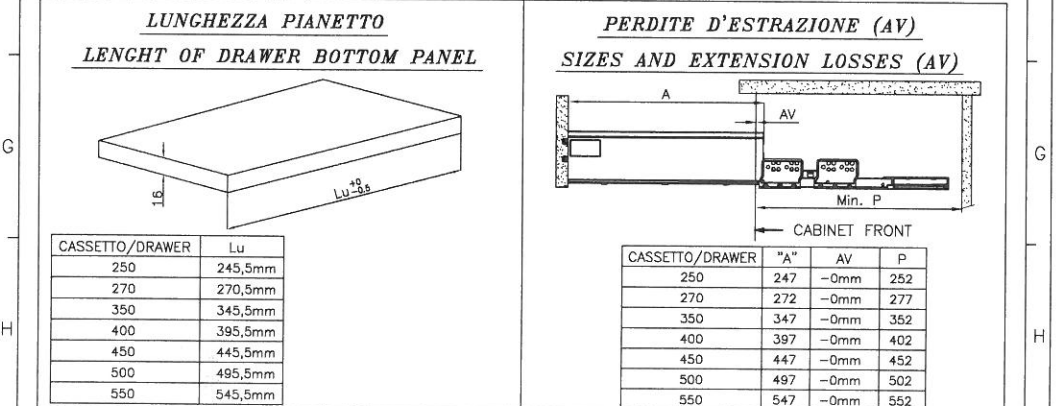 LUNGHEZZA PIANETTO
LENGHT OF DRAWER BOTTOM PANEL
16
Lu +0 -0.5
CASSETTO/DRAWER Lu
250 245,5mm
270 270,5mm
350 345,5mm
400 395,5mm
450 445,5mm
500 495,5mm
550 545,5mm
PERDITE D'ESTRAZIONE (AV)
SIZES AND EXTENSION LOSSES (AV)
A
AV
Min. P
CABINET FRONT
CASSETTO/DRAWER "A" AV P
250 247 -0mm 252
270 272 -0mm 277
350 347 -0mm 352
400 397 -0mm 402
450 447 -0mm 452
500 497 -0mm 502
550 547 -0mm 552
G
H
G
H